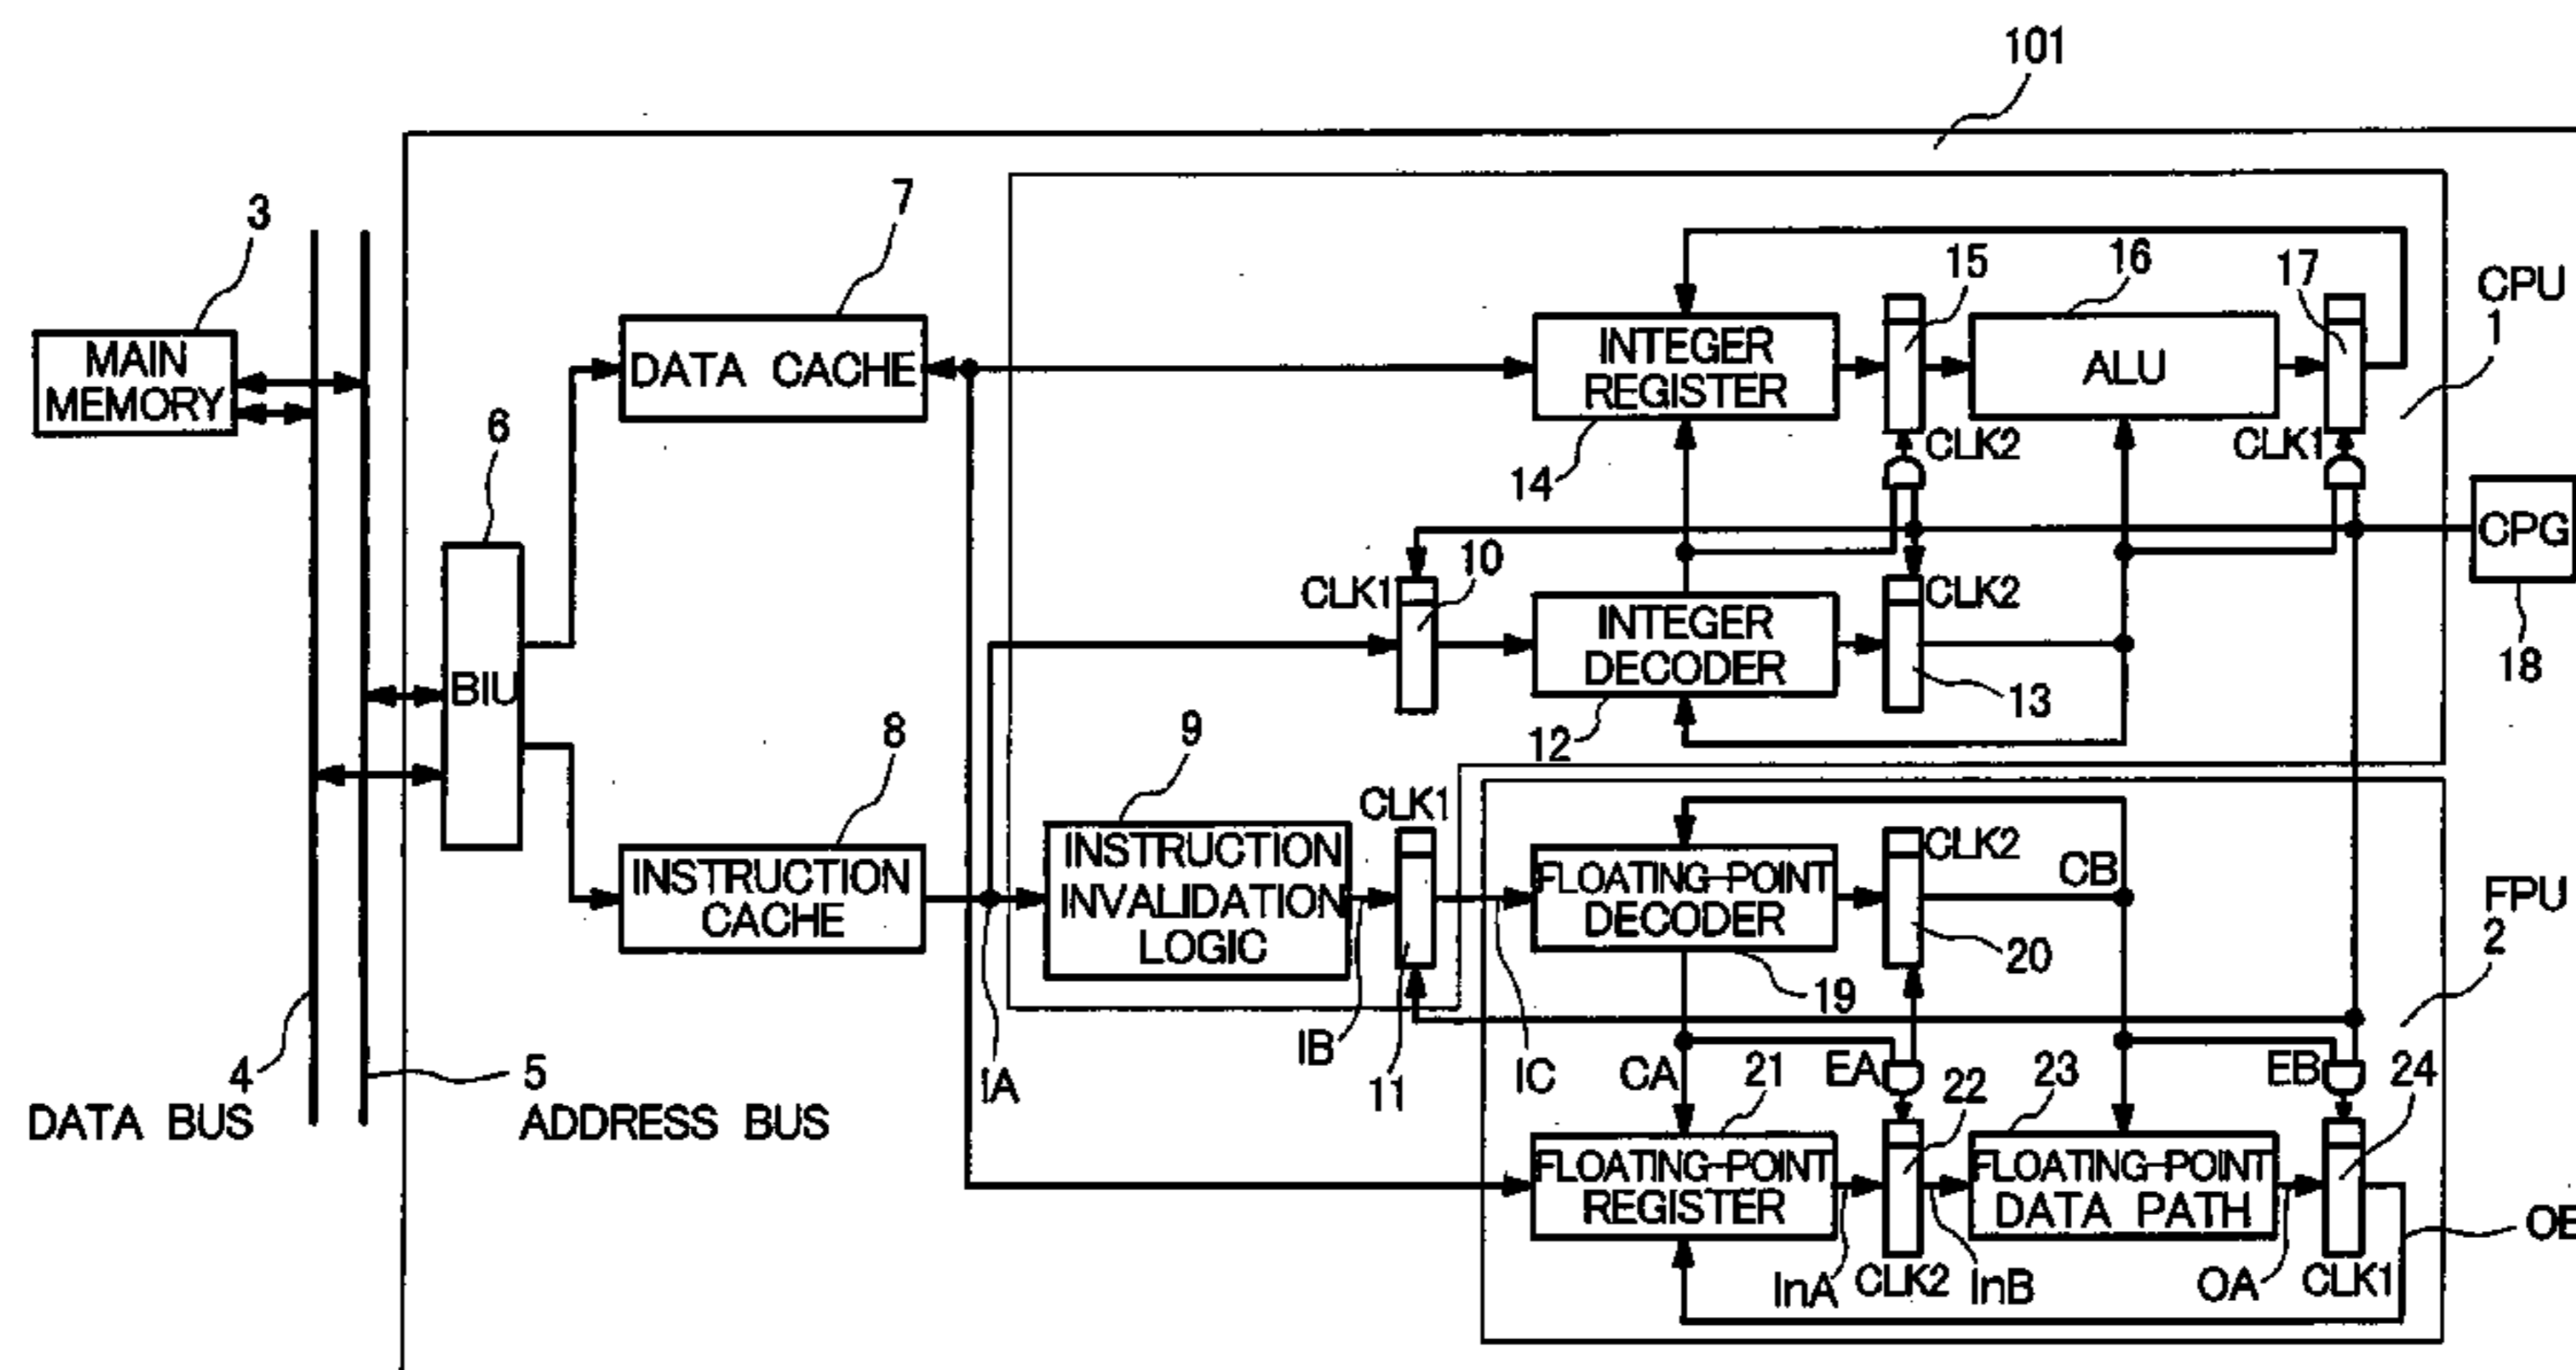 101
3
7
15
16
17
CPU
1
MAIN
MEMORY
DATA CACHE
INTEGER
REGISTER
ALU
6
14
CLK2
CLK1
CPG
18
CLK1
10
INTEGER
DECODER
CLK2
13
BIU
12
8
9
CLK1
INSTRUCTION
CACHE
INSTRUCTION
INVALIDATION
LOGIC
FLOATING-POINT
DECODER
CLK2
CB
20
FPU
2
19
4
DATA BUS
5
ADDRESS BUS
IA
IB
11
IC
CA
21
EA
22
23
EB
24
FLOATING-POINT
REGISTER
FLOATING-POINT
DATA PATH
InA
CLK2
InB
OA
CLK1